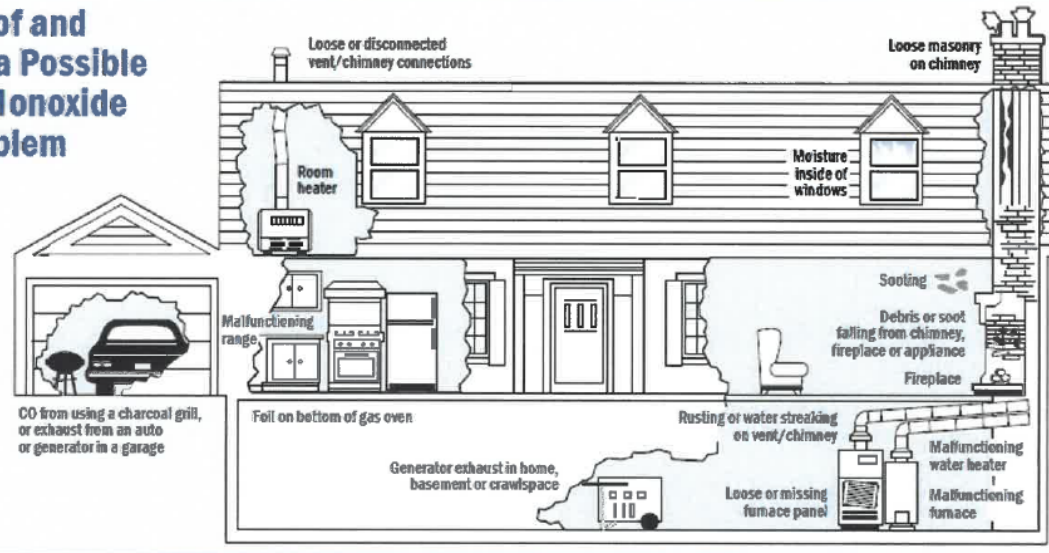 of and
a Possible
Monoxide
blem
Loose or disconnected
vent/chimney connections
Loose masonry
on chimney
Room
heater
Moisture
inside of
windows
Sooting
Malfunctioning
range
Debris or soot
falling from chimney,
fireplace or appliance
Fireplace
CO from using a charcoal grill,
or exhaust from an auto
or generator in a garage
Foil on bottom of gas oven
Rusting or water streaking
on vent/chimney
Generator exhaust in home,
basement or crawlspace
Malfunctioning
water heater
Loose or missing
furnace panel
Malfunctioning
furnace